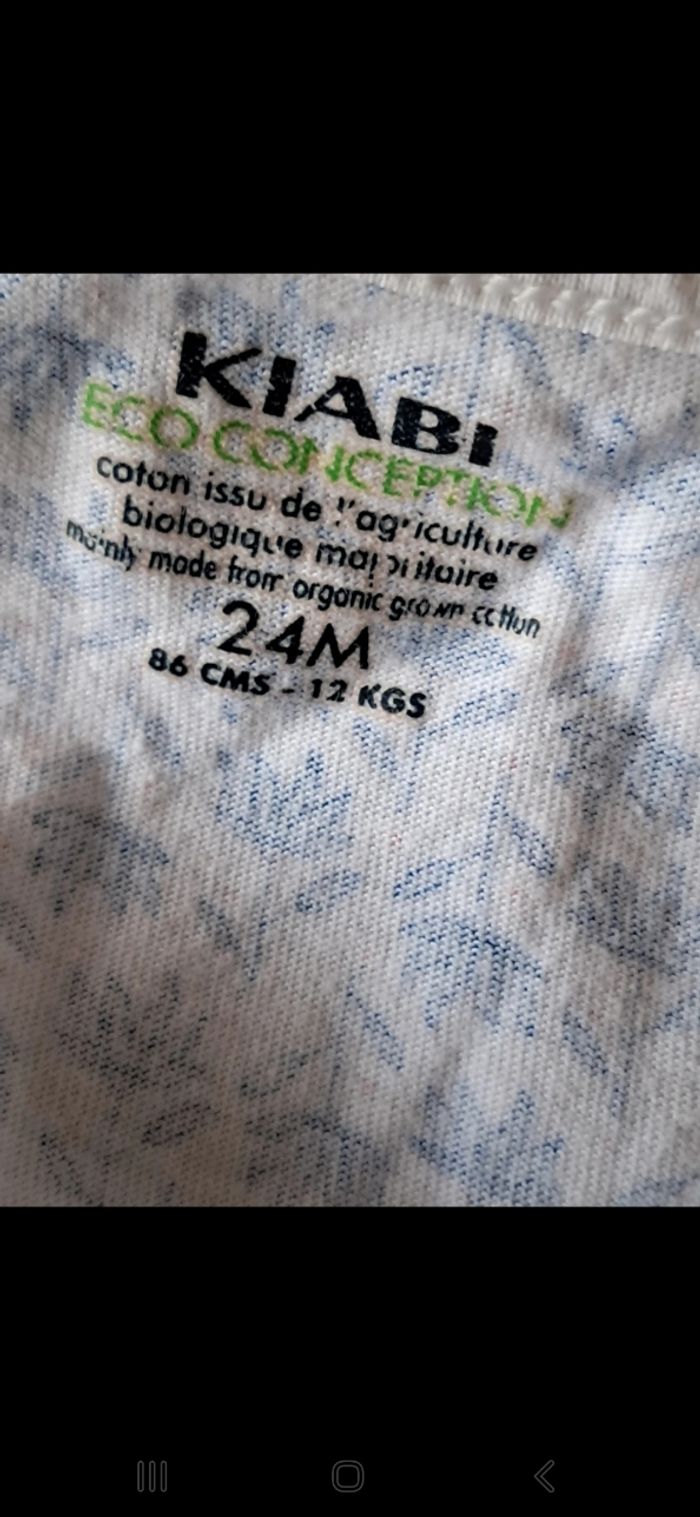 KIABI
ECO CONCEPTION
coton issu de l'agriculture
biologique majoritaire
mainly made from organic grown cotton
24M
86 CMS - 12 KGS